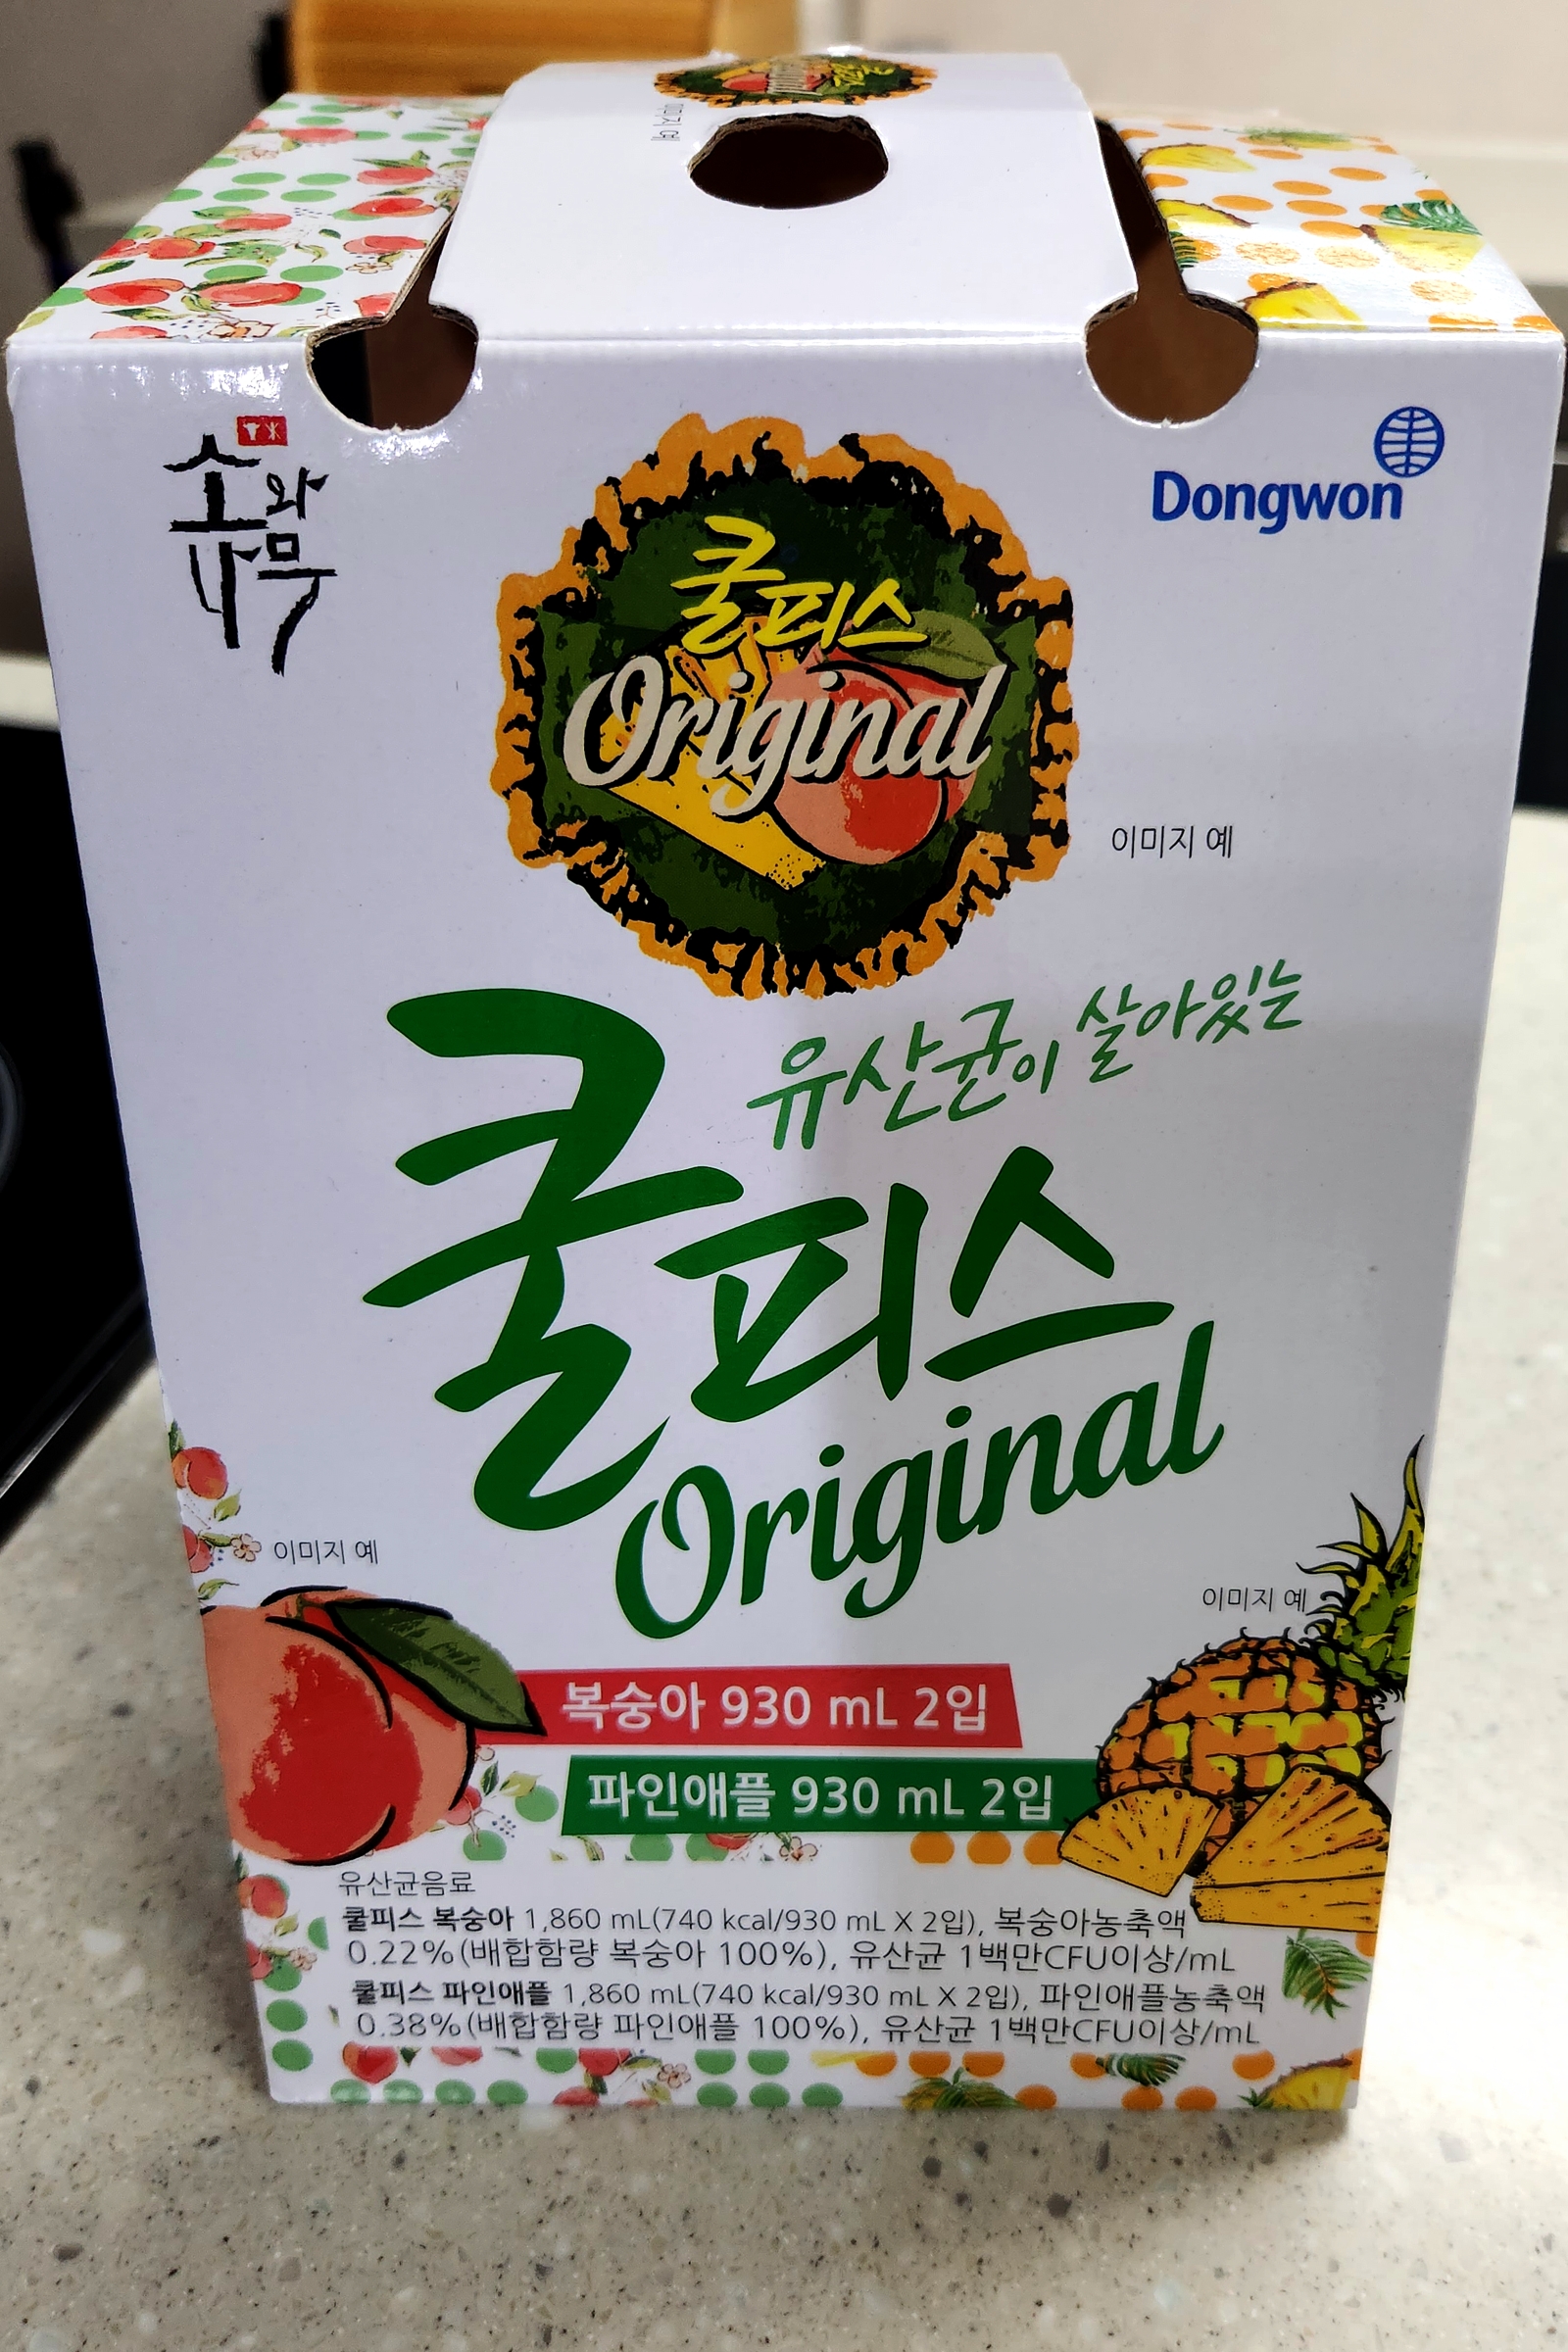 이미지 예
소와
나무
Dongwon
쿨피스
Original
이미지 예
유산균이 살아있는
쿨피스
Original
이미지 예
이미지 예
복숭아 930 mL 2입
파인애플 930 mL 2입
유산균음료
쿨피스 복숭아 1,860 mL(740 kcal/930 mL X 2입), 복숭아농축액
0.22%(배합함량 복숭아 100%), 유산균 1백만CFU이상/mL
쿨피스 파인애플 1,860 mL(740 kcal/930 mL X 2입), 파인애플농축액
0.38%(배합함량 파인애플 100%), 유산균 1백만CFU이상/mL